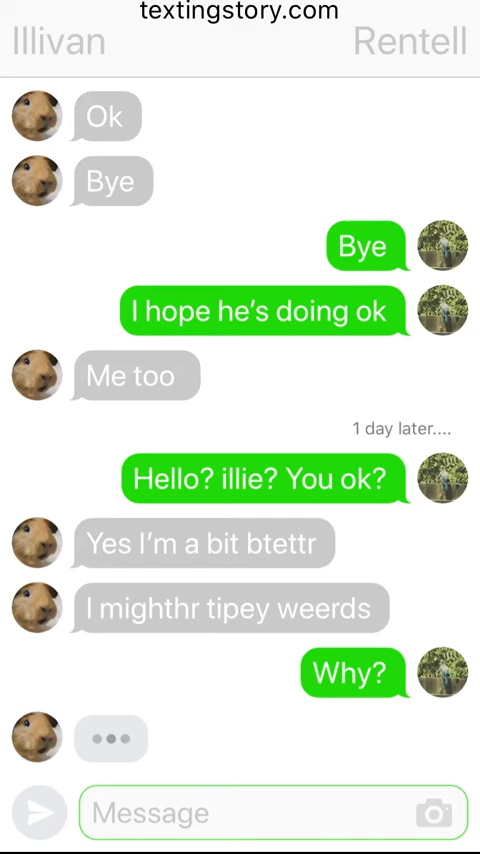 textingstory.com
Illivan Rentell
Ok
Bye
Bye
I hope he's doing ok
Me too
1 day later....
Hello? illie? You ok?
Yes I'm a bit btettr
I mighthr tipey weerds
Why?
Message